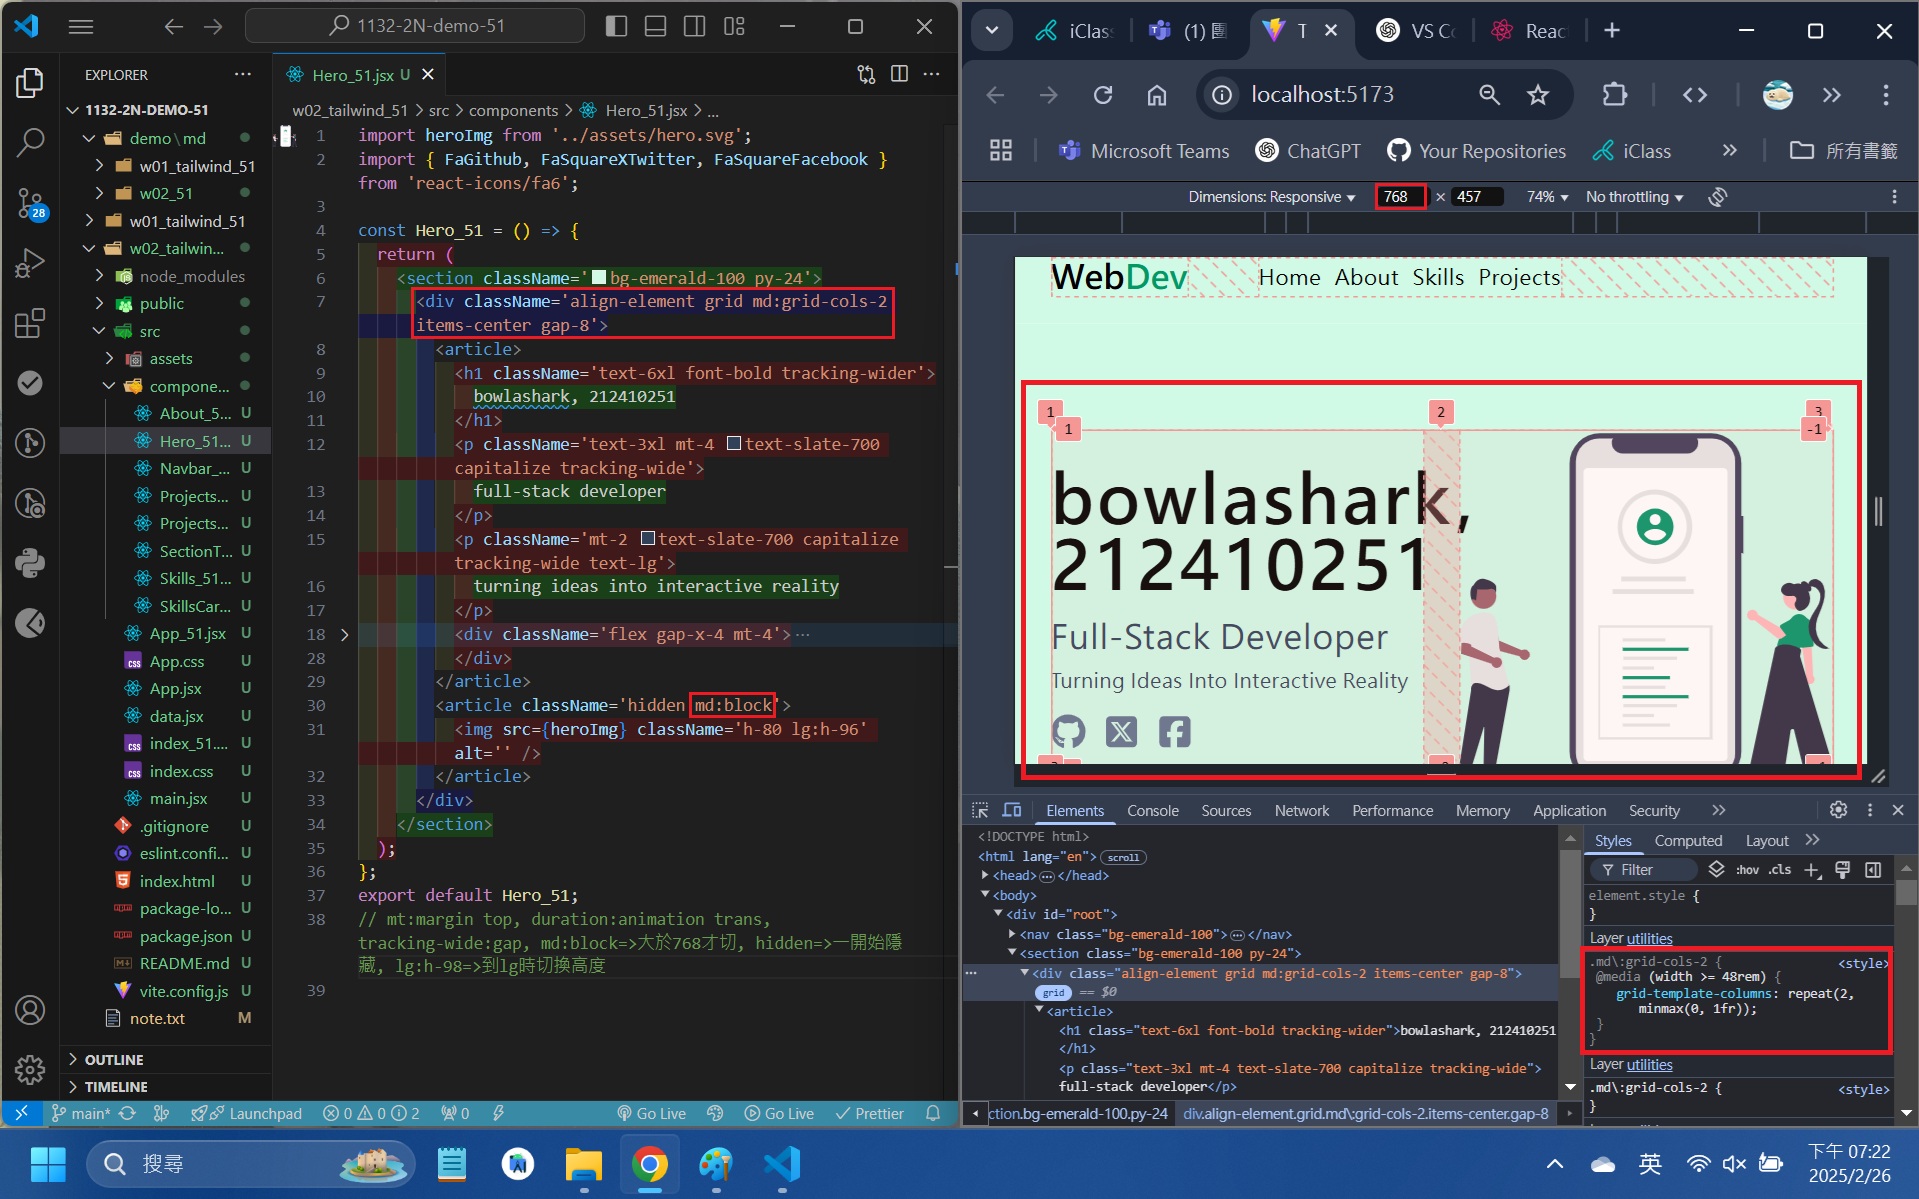 1132-2N-demo-51
EXPLORER
1132-2N-DEMO-51
demo\md
w01_tailwind_51
w02_51
w01_tailwind_51
w02_tailwin...
node_modules
public
src
assets
compone...
About_5... U
Hero_51... U
Navbar_... U
Projects... U
Projects... U
SectionT... U
Skills_51... U
SkillsCar... U
App_51.jsx U
App.css U
App.jsx U
data.jsx U
index_51.... U
index.css U
main.jsx U
.gitignore U
eslint.confi... U
index.html U
package-lo... U
package.json U
README.md U
vite.config.js U
note.txt M
OUTLINE
TIMELINE
28
Hero_51.jsx U
w02_tailwind_51 > src > components > Hero_51.jsx > ...
1 import heroImg from '../assets/hero.svg';
2 import { FaGithub, FaSquareXTwitter, FaSquareFacebook }
from 'react-icons/fa6';
3
4 const Hero_51 = () => {
5 return (
6 <section className='bg-emerald-100 py-24'>
7 <div className='align-element grid md:grid-cols-2
items-center gap-8'>
8 <article>
9 <h1 className='text-6xl font-bold tracking-wider'>
10 bowlashark, 212410251
11 </h1>
12 <p className='text-3xl mt-4 text-slate-700
capitalize tracking-wide'>
13 full-stack developer
14 </p>
15 <p className='mt-2 text-slate-700 capitalize
tracking-wide text-lg'>
16 turning ideas into interactive reality
17 </p>
18 <div className='flex gap-x-4 mt-4'>···
28 </div>
29 </article>
30 <article className='hidden md:block'>
31 <img src={heroImg} className='h-80 lg:h-96'
alt='' />
32 </article>
33 </div>
34 </section>
35 );
36 };
37 export default Hero_51;
38 // mt:margin top, duration:animation trans,
tracking-wide:gap, md:block=>大於768才切, hidden=>一開始隱
藏, lg:h-98=>到lg時切換高度
39
main* 0 0 2 0 Launchpad Go Live Go Live Prettier
iClass (1) 團 T VS Co Reac
localhost:5173
Microsoft Teams ChatGPT Your Repositories iClass 所有書籤
Dimensions: Responsive 768 × 457 74% No throttling
WebDev Home About Skills Projects
1 2 3
1 -1
bowlashark,
212410251
Full-Stack Developer
Turning Ideas Into Interactive Reality
Elements Console Sources Network Performance Memory Application Security
<!DOCTYPE html>
<html lang="en"> scroll
<head> </head>
<body>
<div id="root">
<nav class="bg-emerald-100"> </nav>
<section class="bg-emerald-100 py-24">
<div class="align-element grid md:grid-cols-2 items-center gap-8">
grid == $0
<article>
<h1 class="text-6xl font-bold tracking-wider">bowlashark, 212410251
</h1>
<p class="text-3xl mt-4 text-slate-700 capitalize tracking-wide">
full-stack developer</p>
ction.bg-emerald-100.py-24 div.align-element.grid.md\:grid-cols-2.items-center.gap-8
Styles Computed Layout
Filter :hov .cls
element.style {
}
Layer utilities
.md\:grid-cols-2 { <style>
@media (width >= 48rem) {
grid-template-columns: repeat(2,
minmax(0, 1fr));
}
}
Layer utilities
.md\:grid-cols-2 { <style>
}
搜尋
英
下午 07:22
2025/2/26